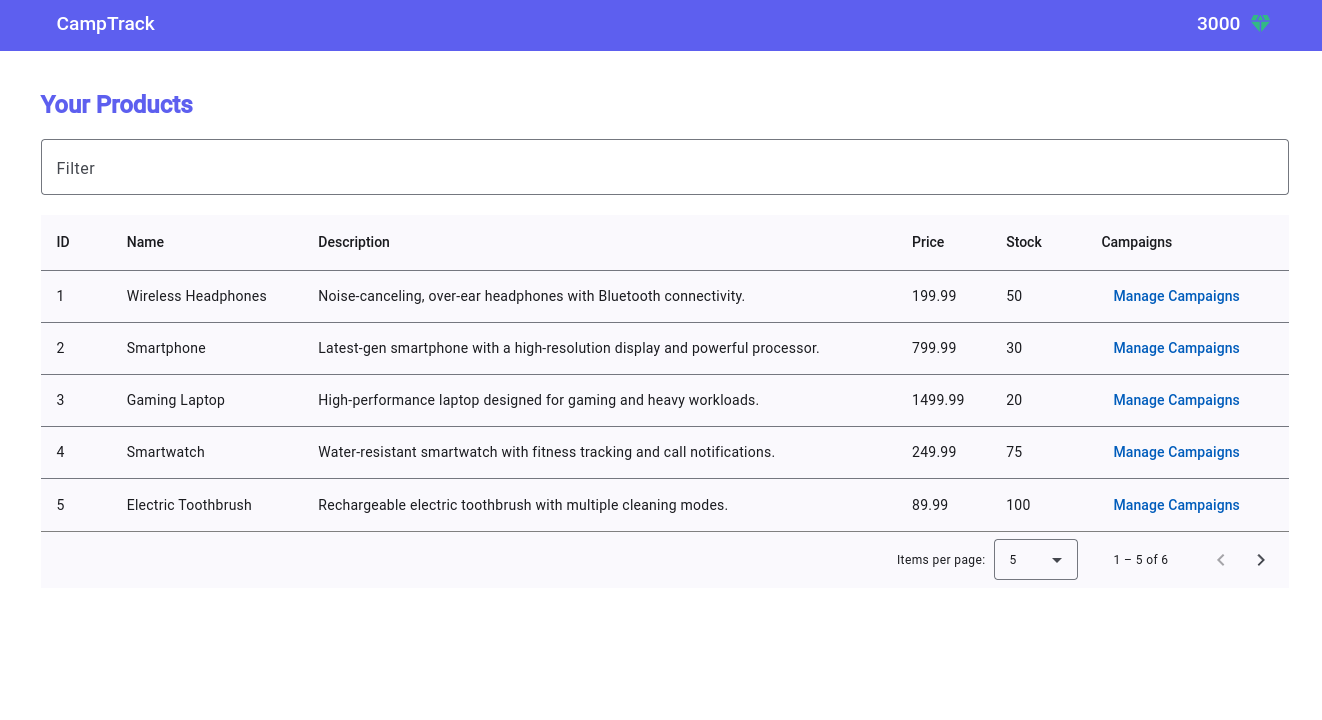 CampTrack 3000
Your Products
Filter
ID Name Description Price Stock Campaigns
1 Wireless Headphones Noise-canceling, over-ear headphones with Bluetooth connectivity. 199.99 50 Manage Campaigns
2 Smartphone Latest-gen smartphone with a high-resolution display and powerful processor. 799.99 30 Manage Campaigns
3 Gaming Laptop High-performance laptop designed for gaming and heavy workloads. 1499.99 20 Manage Campaigns
4 Smartwatch Water-resistant smartwatch with fitness tracking and call notifications. 249.99 75 Manage Campaigns
5 Electric Toothbrush Rechargeable electric toothbrush with multiple cleaning modes. 89.99 100 Manage Campaigns
Items per page: 5 1 – 5 of 6